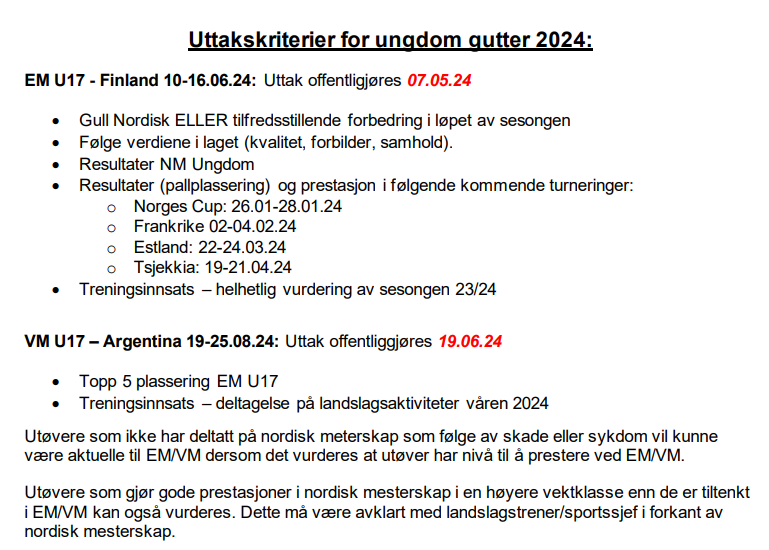 Uttakskriterier for ungdom gutter 2024:
EM U17 - Finland 10-16.06.24: Uttak offentligjøres 07.05.24
• Gull Nordisk ELLER tilfredsstillende forbedring i løpet av sesongen
• Følge verdiene i laget (kvalitet, forbilder, samhold).
• Resultater NM Ungdom
• Resultater (pallplassering) og prestasjon i følgende kommende turneringer:
o Norges Cup: 26.01-28.01.24
o Frankrike 02-04.02.24
o Estland: 22-24.03.24
o Tsjekkia: 19-21.04.24
• Treningsinnsats – helhetlig vurdering av sesongen 23/24
VM U17 – Argentina 19-25.08.24: Uttak offentliggjøres 19.06.24
• Topp 5 plassering EM U17
• Treningsinnsats – deltagelse på landslagsaktiviteter våren 2024
Utøvere som ikke har deltatt på nordisk meterskap som følge av skade eller sykdom vil kunne
være aktuelle til EM/VM dersom det vurderes at utøver har nivå til å prestere ved EM/VM.
Utøvere som gjør gode prestasjoner i nordisk mesterskap i en høyere vektklasse enn de er tiltenkt
i EM/VM kan også vurderes. Dette må være avklart med landslagstrener/sportssjef i forkant av
nordisk mesterskap.